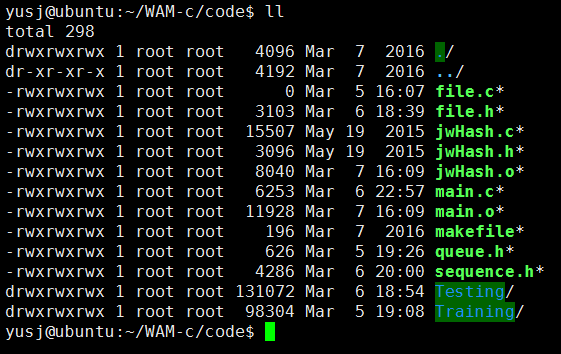 yusj@ubuntu:~/WAM-c/code$ ll
total 298
drwxrwxrwx 1 root root   4096 Mar  7  2016 ./
dr-xr-xr-x 1 root root   4192 Mar  7  2016 ../
-rwxrwxrwx 1 root root      0 Mar  5 16:07 file.c*
-rwxrwxrwx 1 root root   3103 Mar  6 18:39 file.h*
-rwxrwxrwx 1 root root  15507 May 19  2015 jwHash.c*
-rwxrwxrwx 1 root root   3096 May 19  2015 jwHash.h*
-rwxrwxrwx 1 root root   8040 Mar  7 16:09 jwHash.o*
-rwxrwxrwx 1 root root   6253 Mar  6 22:57 main.c*
-rwxrwxrwx 1 root root  11928 Mar  7 16:09 main.o*
-rwxrwxrwx 1 root root    196 Mar  7  2016 makefile*
-rwxrwxrwx 1 root root    626 Mar  5 19:26 queue.h*
-rwxrwxrwx 1 root root   4286 Mar  6 20:00 sequence.h*
drwxrwxrwx 1 root root 131072 Mar  6 18:54 Testing/
drwxrwxrwx 1 root root  98304 Mar  5 19:08 Training/
yusj@ubuntu:~/WAM-c/code$